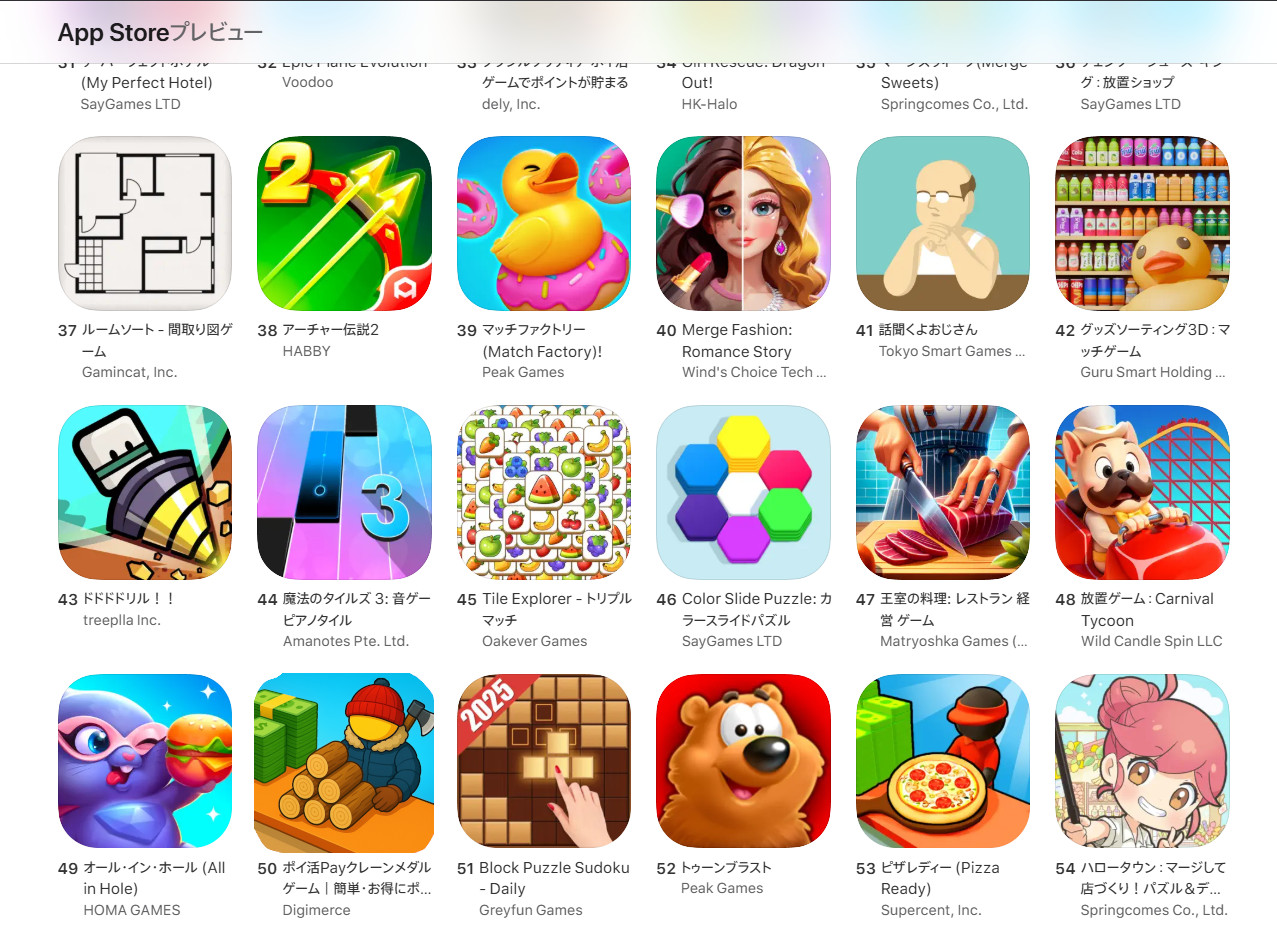 App Storeプレビュー
(My Perfect Hotel)
SayGames LTD
32 Epic Plane Evolution
Voodoo
ゲームでポイントが貯まる
dely, Inc.
34 Girl Rescue: Dragon
Out!
HK-Halo
Sweets)
Springcomes Co., Ltd.
グ : 放置ショップ
SayGames LTD
2
37 ルームソート - 間取り図ゲ
ーム
Gamincat, Inc.
38 アーチャー伝説2
HABBY
39 マッチファクトリー
(Match Factory)!
Peak Games
40 Merge Fashion:
Romance Story
Wind's Choice Tech ...
41 話聞くよおじさん
Tokyo Smart Games ...
42 グッズソーティング3D : マ
ッチゲーム
Guru Smart Holding ...
3
43 ドドドドリル！！
treeplla Inc.
44 魔法のタイルズ 3: 音ゲー
ピアノタイル
Amanotes Pte. Ltd.
45 Tile Explorer - トリプル
マッチ
Oakever Games
46 Color Slide Puzzle: カ
ラースライドパズル
SayGames LTD
47 王室の料理: レストラン 経
営 ゲーム
Matryoshka Games (...
48 放置ゲーム : Carnival
Tycoon
Wild Candle Spin LLC
2025
49 オール･イン･ホール (All
in Hole)
HOMA GAMES
50 ポイ活Payクレーンメダル
ゲーム｜簡単･お得にポ...
Digimerce
51 Block Puzzle Sudoku
- Daily
Greyfun Games
52 トゥーンブラスト
Peak Games
53 ピザレディー (Pizza
Ready)
Supercent, Inc.
54 ハロータウン : マージして
店づくり！パズル＆デ...
Springcomes Co., Ltd.